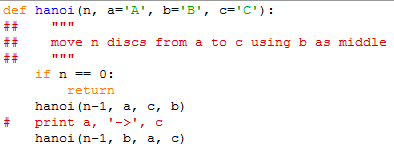 def hanoi(n, a='A', b='B', c='C'):
##    """
##    move n discs from a to c using b as middle
##    """
    if n == 0:
        return
    hanoi(n-1, a, c, b)
#   print a, '->', c
    hanoi(n-1, b, a, c)